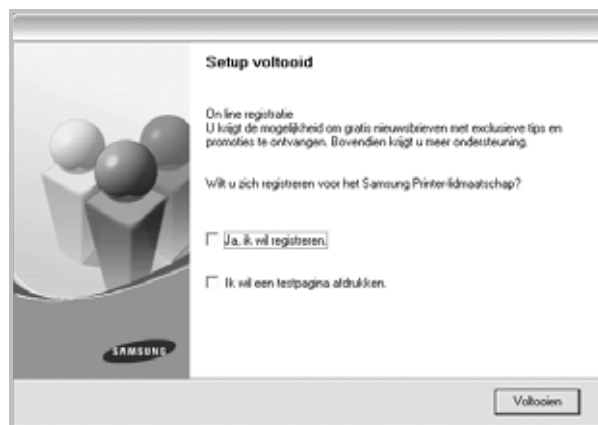 Setup voltooid
On line registratie
U krijgt de mogelijkheid om gratis nieuwsbrieven met exclusieve tips en
promoties te ontvangen. Bovendien krijgt u meer ondersteuning.
Wilt u zich registreren voor het Samsung Printer-lidmaatschap?
Ja, ik wil registreren.
Ik wil een testpagina afdrukken.
SAMSUNG
Voltooien